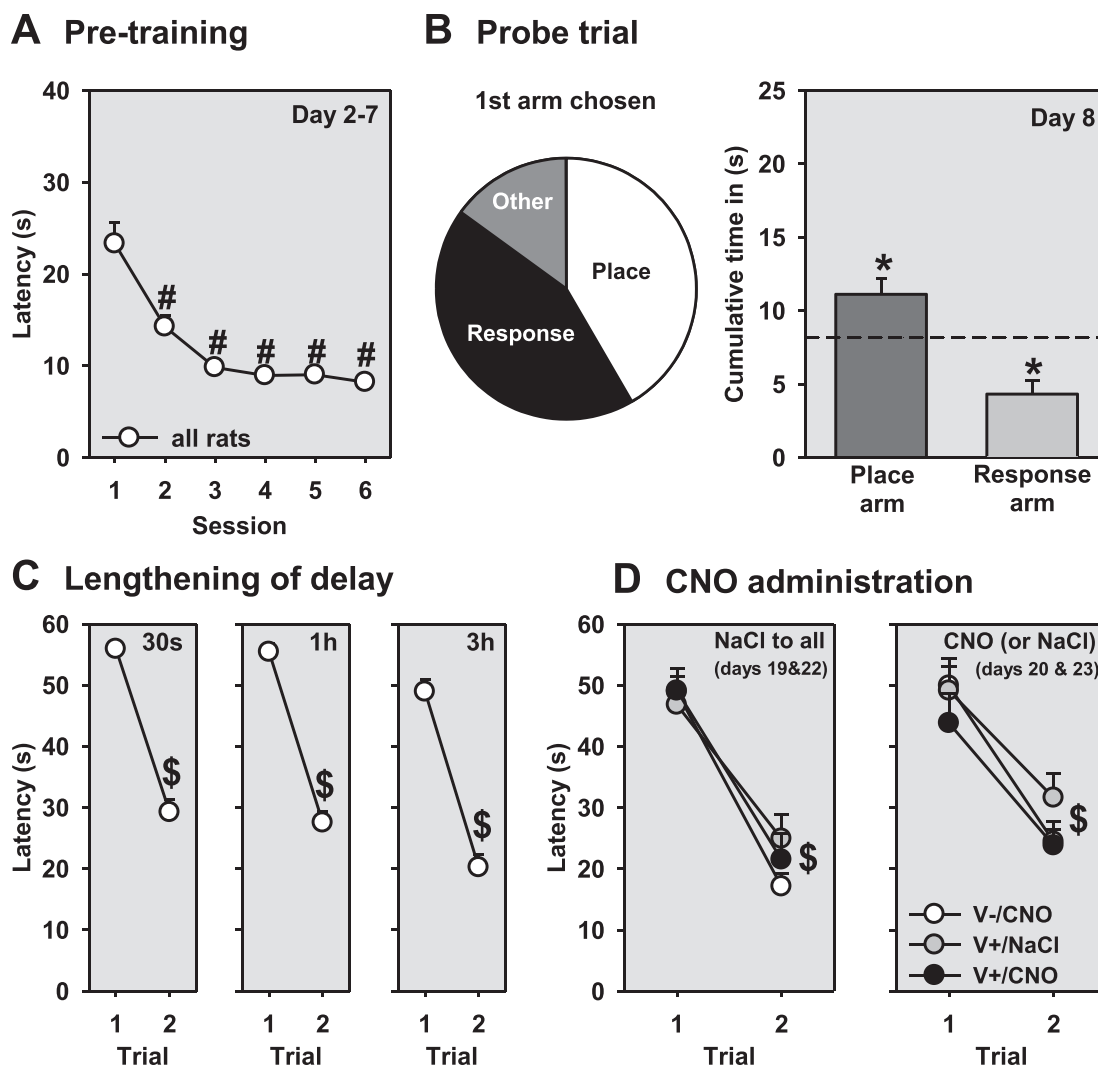 A Pre-training
B Probe trial
40
30
20
10
0
Latency (s)
Day 2-7
#
#
#
#
#
all rats
1 2 3 4 5 6
Session
1st arm chosen
Other
Place
Response
25
20
15
10
5
0
Cumulative time in (s)
Day 8
*
*
Place
arm
Response
arm
C Lengthening of delay
60
50
40
30
20
10
0
Latency (s)
30s
$
1 2
Trial
1h
$
1 2
Trial
3h
$
1 2
Trial
D CNO administration
60
50
40
30
20
10
0
Latency (s)
NaCl to all
(days 19&22)
$
1 2
Trial
CNO (or NaCl)
(days 20 & 23)
$
V-/CNO
V+/NaCl
V+/CNO
1 2
Trial